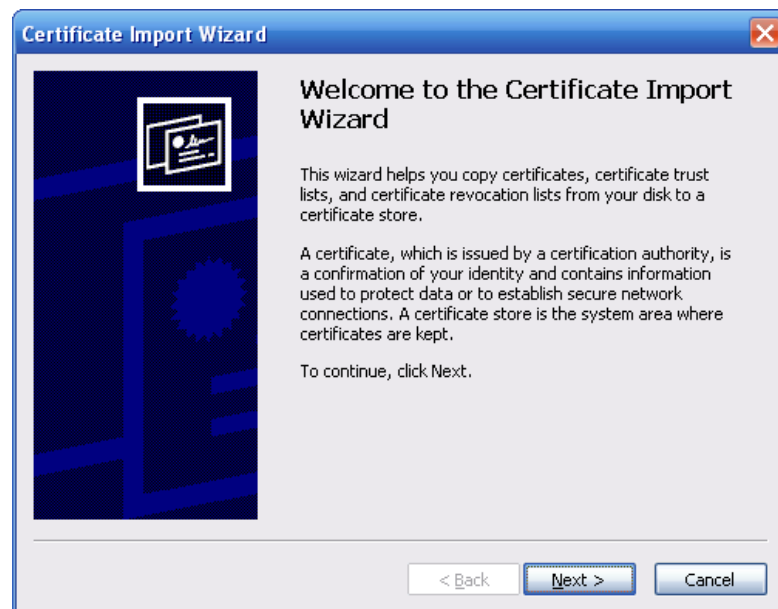 Certificate Import Wizard
Welcome to the Certificate Import
Wizard
This wizard helps you copy certificates, certificate trust
lists, and certificate revocation lists from your disk to a
certificate store.
A certificate, which is issued by a certification authority, is
a confirmation of your identity and contains information
used to protect data or to establish secure network
connections. A certificate store is the system area where
certificates are kept.
To continue, click Next.
< Back Next > Cancel